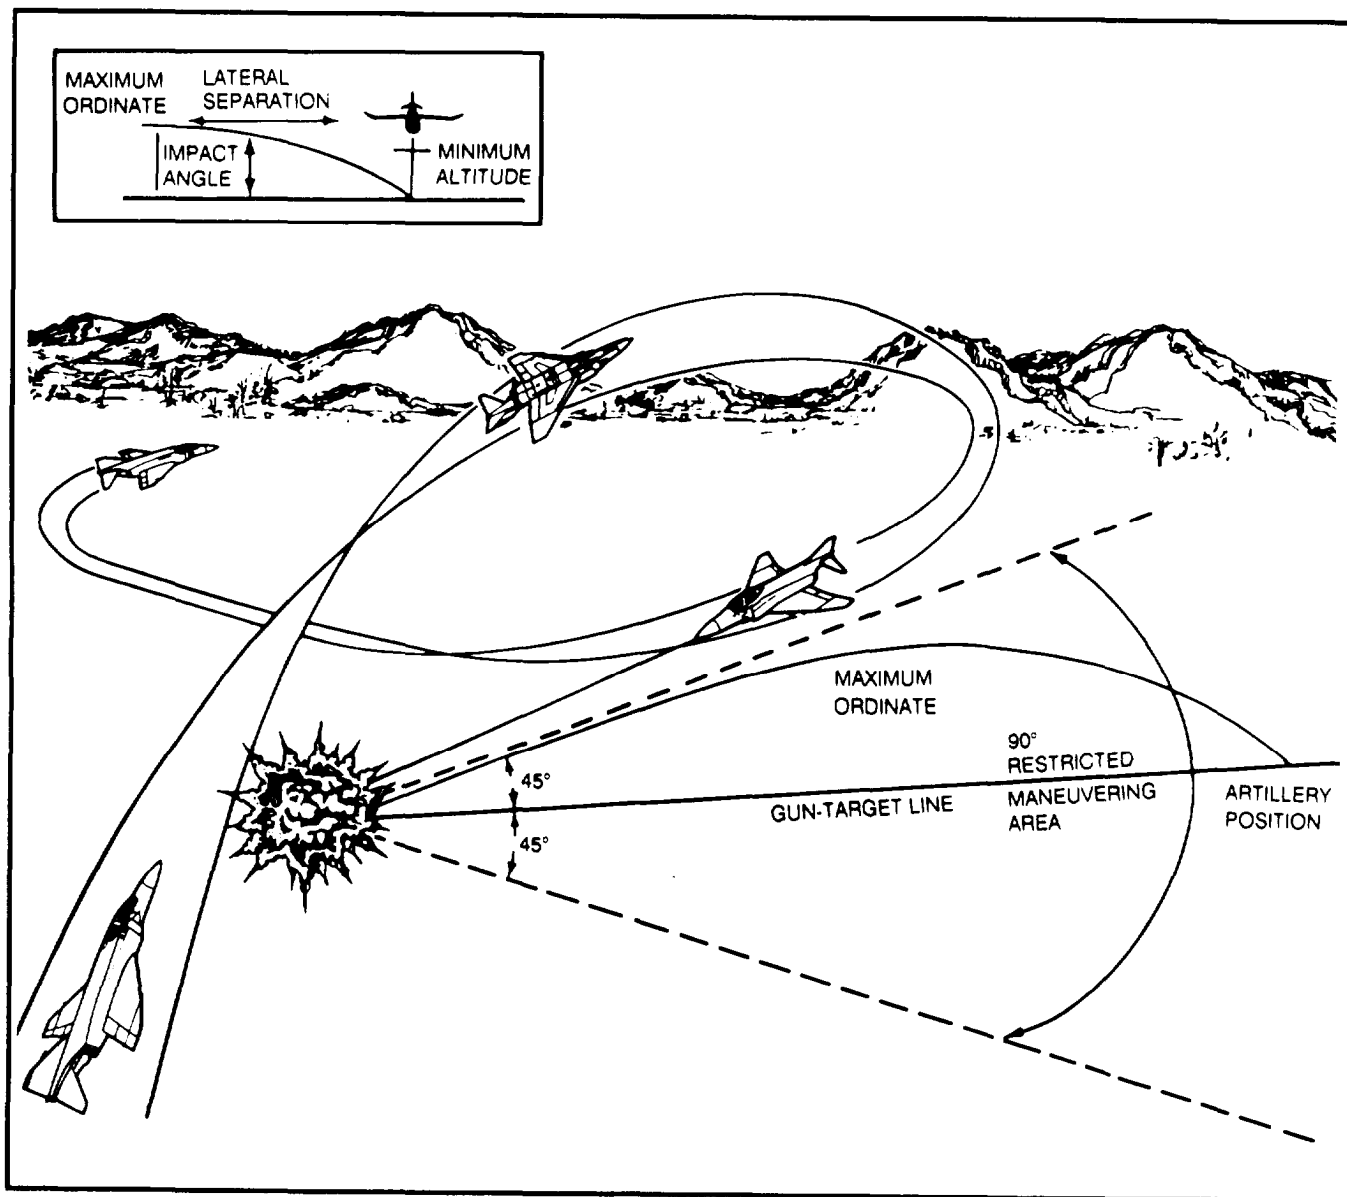 MAXIMUM
ORDINATE
LATERAL
SEPARATION
IMPACT
ANGLE
MINIMUM
ALTITUDE
MAXIMUM
ORDINATE
90°
RESTRICTED
MANEUVERING
AREA
45°
45°
GUN-TARGET LINE
ARTILLERY
POSITION